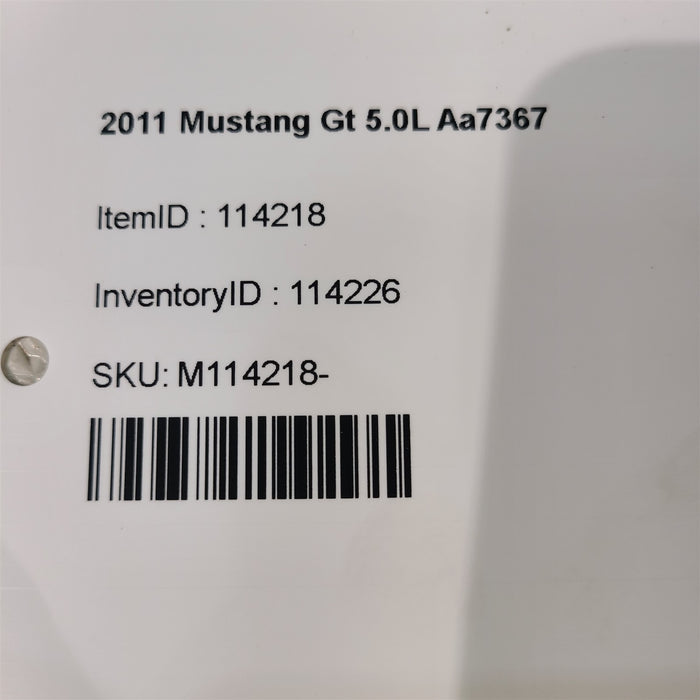 2011 Mustang Gt 5.0L Aa7367
ItemID : 114218
InventoryID : 114226
SKU: M114218-